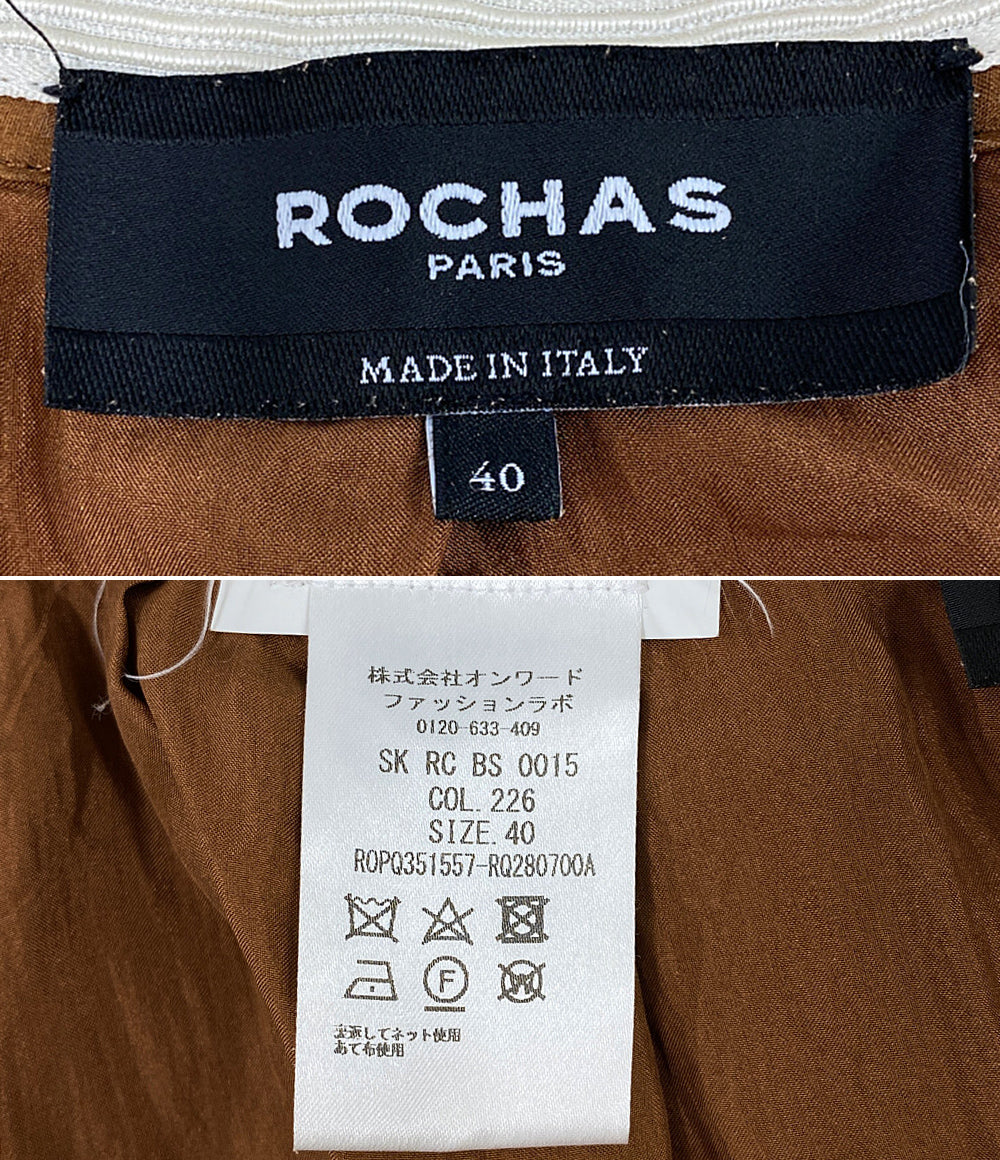 ROCHAS
PARIS
MADE IN ITALY
40
株式会社オンワード
ファッションラボ
0120-633-409
SK RC BS 0015
COL. 226
SIZE. 40
ROPQ351557-RQ280700A
F
W
裏返してネット使用
あて布使用